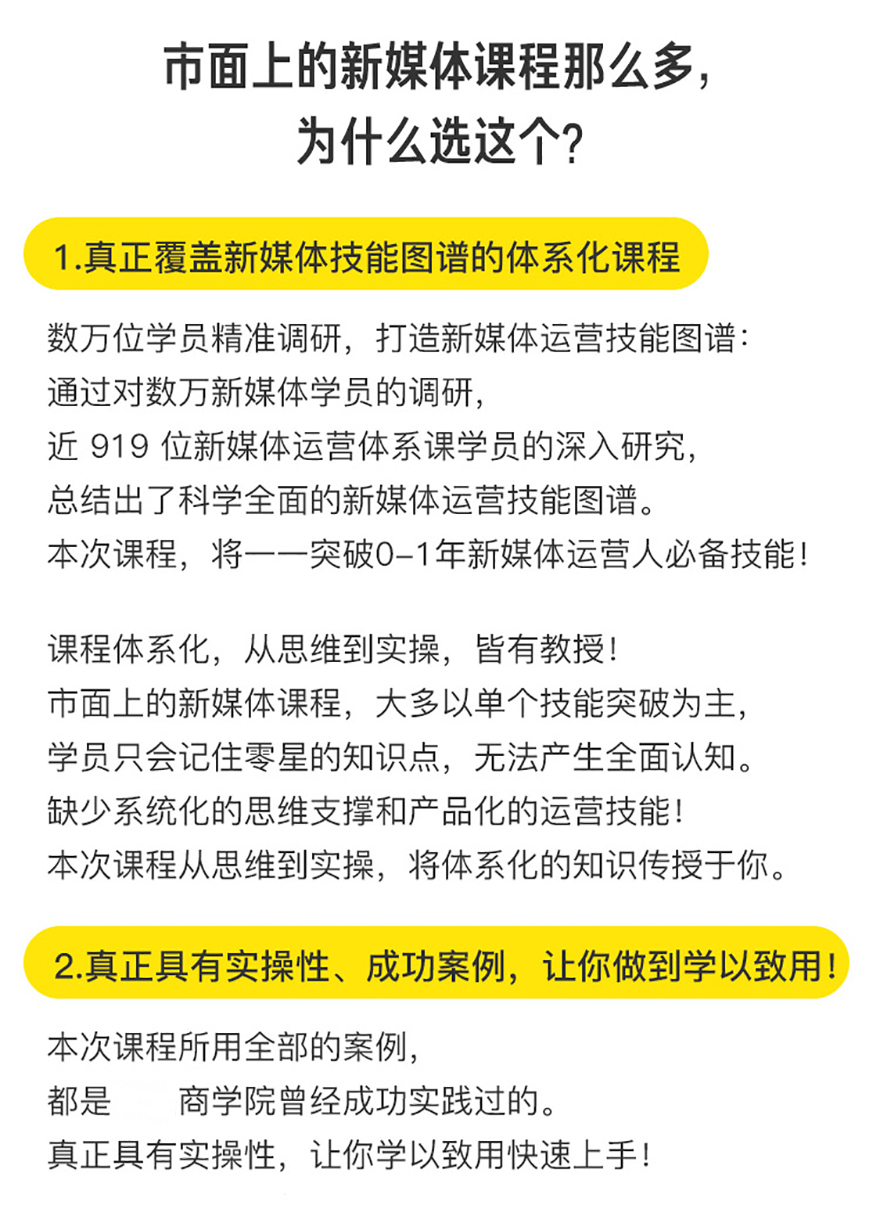 市面上的新媒体课程那么多，
为什么选这个？
1.真正覆盖新媒体技能图谱的体系化课程
数万位学员精准调研，打造新媒体运营技能图谱：
通过对数万新媒体学员的调研，
近 919 位新媒体运营体系课学员的深入研究，
总结出了科学全面的新媒体运营技能图谱。
本次课程，将一一突破0-1年新媒体运营人必备技能！
课程体系化，从思维到实操，皆有教授！
市面上的新媒体课程，大多以单个技能突破为主，
学员只会记住零星的知识点，无法产生全面认知。
缺少系统化的思维支撑和产品化的运营技能！
本次课程从思维到实操，将体系化的知识传授于你。
2.真正具有实操性、成功案例，让你做到学以致用！
本次课程所用全部的案例，
都是 商学院曾经成功实践过的。
真正具有实操性，让你学以致用快速上手！